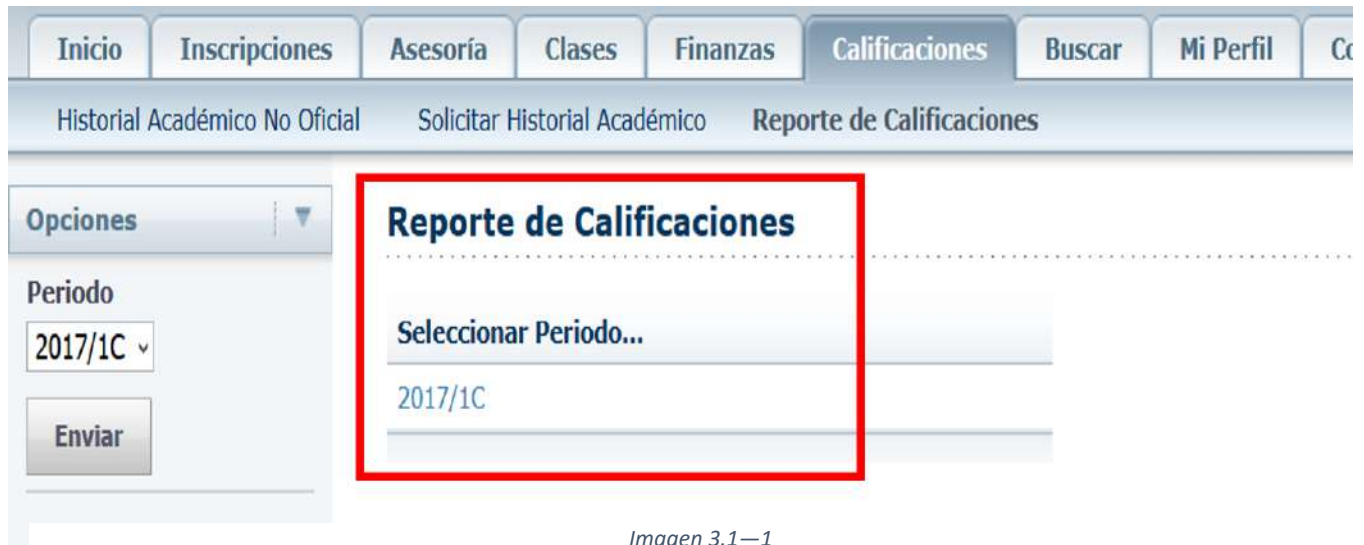 Inicio Inscripciones Asesoría Clases Finanzas Calificaciones Buscar Mi Perfil
Historial Académico No Oficial Solicitar Historial Académico Reporte de Calificaciones
Opciones
Periodo
2017/1C
Enviar
Reporte de Calificaciones
Seleccionar Periodo...
2017/1C
Imagen 3.1—1